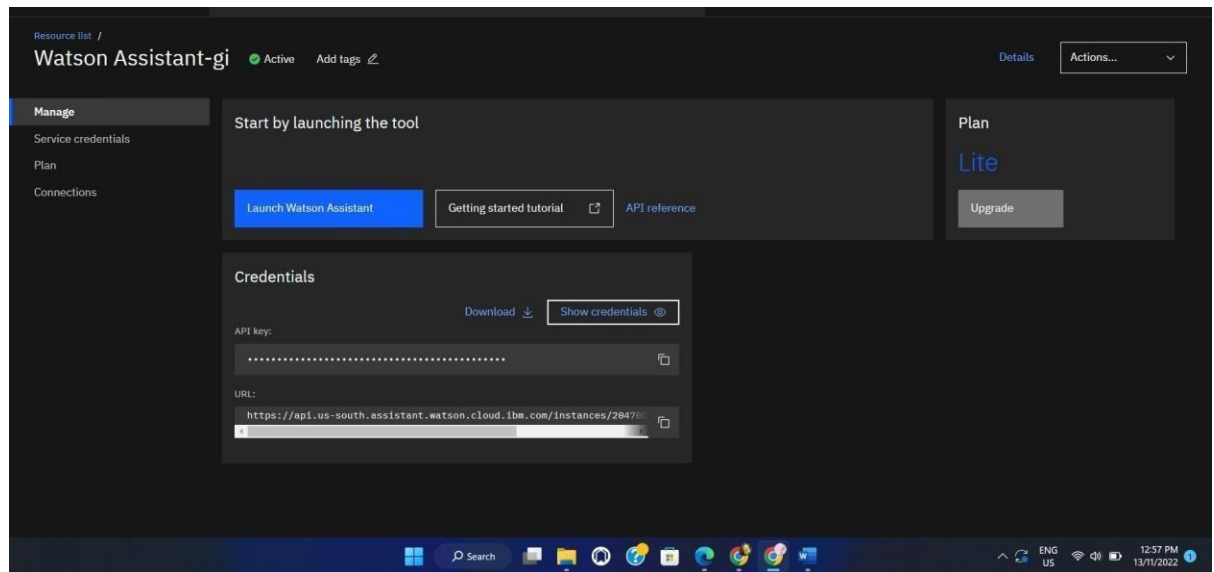 Resource list /
Watson Assistant-gi Active Add tags Details Actions...
Manage
Service credentials
Plan
Connections
Start by launching the tool
Launch Watson Assistant Getting started tutorial API reference
Plan
Lite
Upgrade
Credentials
Download Show credentials
API key:
URL:
https://api.us-south.assistant.watson.cloud.ibm.com/instances/20470
Search
ENG
US
12:57 PM
13/11/2022
1